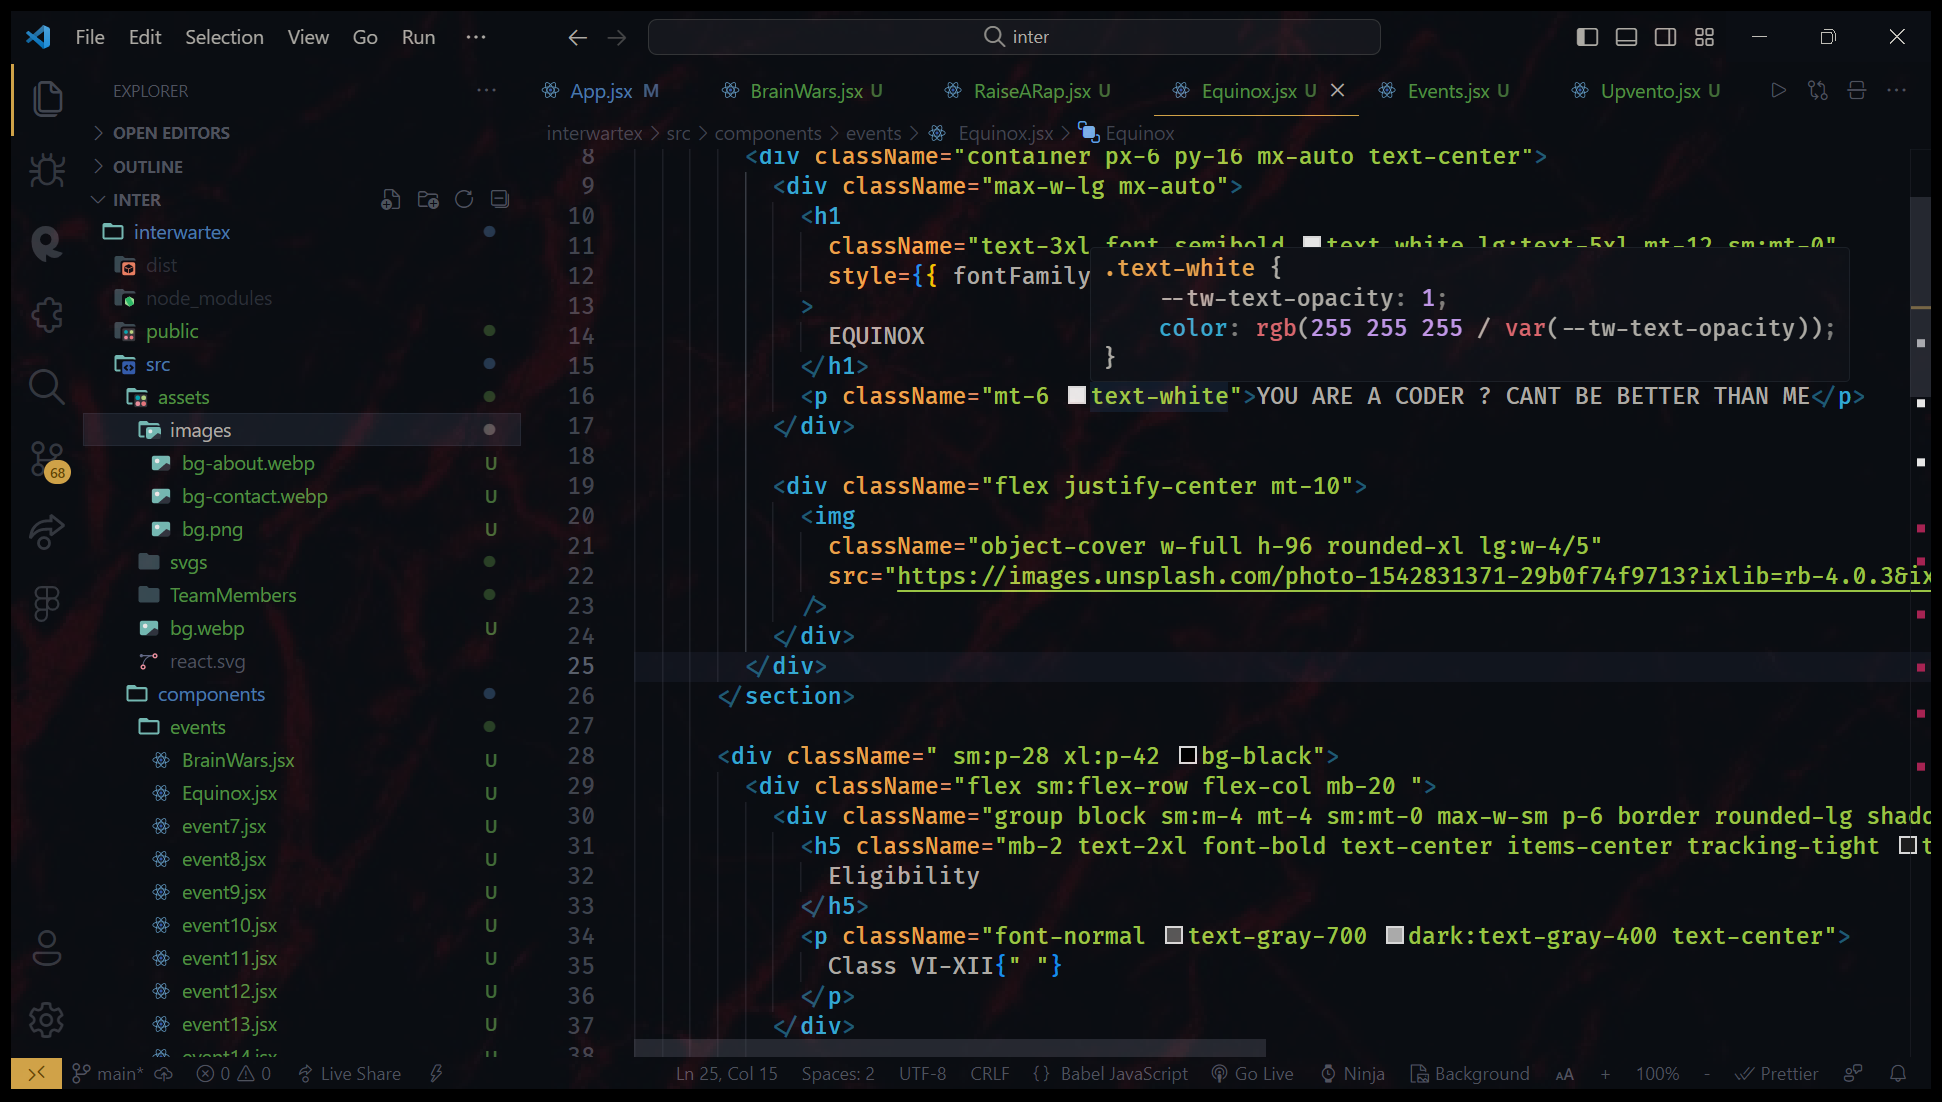 File Edit Selection View Go Run ···
inter
EXPLORER
OPEN EDITORS
OUTLINE
INTER
interwartex
dist
node_modules
public
src
assets
images
bg-about.webp U
bg-contact.webp U
bg.png U
svgs
TeamMembers
bg.webp U
react.svg
components
events
BrainWars.jsx U
Equinox.jsx U
event7.jsx U
event8.jsx U
event9.jsx U
event10.jsx U
event11.jsx U
event12.jsx U
event13.jsx U
event14.jsx U
68
App.jsx M BrainWars.jsx U RaiseARap.jsx U Equinox.jsx U Events.jsx U Upvento.jsx U
interwartex > src > components > events > Equinox.jsx > Equinox
8 <div className="container px-6 py-16 mx-auto text-center">
9 <div className="max-w-lg mx-auto">
10 <h1
11 className="text-3xl font-semibold text-white lg:text-5xl mt-12 sm:mt-0"
12 style={{ fontFamily
13 >
14 EQUINOX
15 </h1>
16 <p className="mt-6 text-white">YOU ARE A CODER ? CANT BE BETTER THAN ME</p>
17 </div>
18
19 <div className="flex justify-center mt-10">
20 <img
21 className="object-cover w-full h-96 rounded-xl lg:w-4/5"
22 src="https://images.unsplash.com/photo-1542831371-29b0f74f9713?ixlib=rb-4.0.3&ix
23 />
24 </div>
25 </div>
26 </section>
27
28 <div className=" sm:p-28 xl:p-42 bg-black">
29 <div className="flex sm:flex-row flex-col mb-20 ">
30 <div className="group block sm:m-4 mt-4 sm:mt-0 max-w-sm p-6 border rounded-lg shado
31 <h5 className="mb-2 text-2xl font-bold text-center items-center tracking-tight t
32 Eligibility
33 </h5>
34 <p className="font-normal text-gray-700 dark:text-gray-400 text-center">
35 Class VI-XII{" "}
36 </p>
37 </div>
38
.text-white {
--tw-text-opacity: 1;
color: rgb(255 255 255 / var(--tw-text-opacity));
}
main* 0 0 Live Share Ln 25, Col 15 Spaces: 2 UTF-8 CRLF {} Babel JavaScript Go Live Ninja Background AA + 100% - Prettier